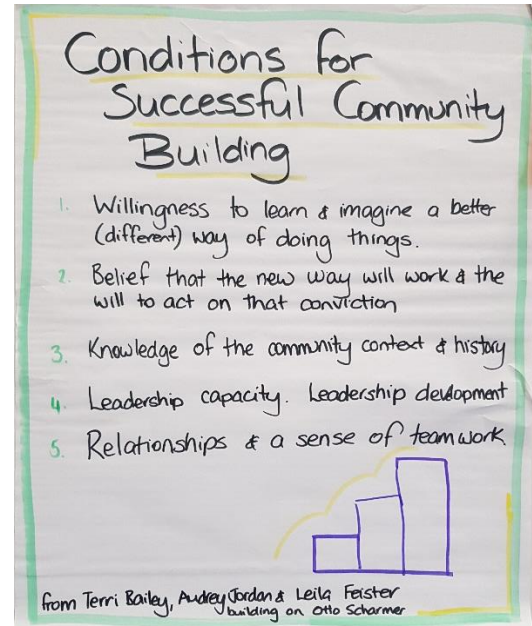 Conditions for
Successful Community
Building
1. Willingness to learn & imagine a better
(different) way of doing things.
2. Belief that the new way will work & the
will to act on that conviction
3. Knowledge of the community context & history
4. Leadership capacity. Leadership development
5. Relationships & a sense of teamwork.
from Terri Bailey, Audrey Jordan & Leila Feister
building on Otto Scharmer